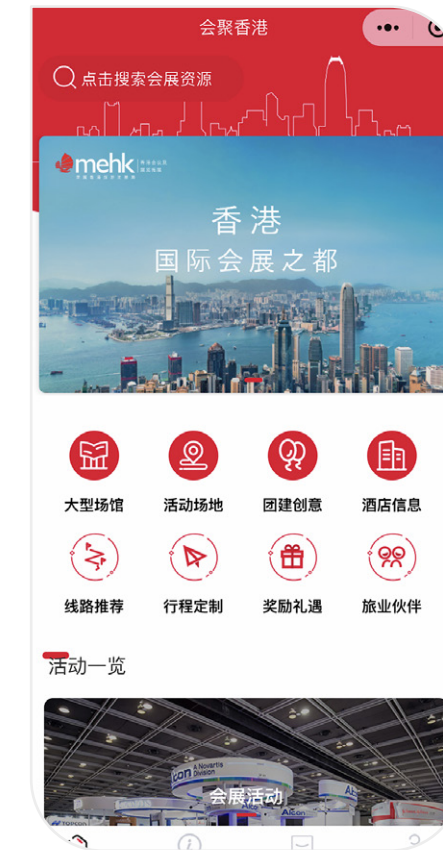 会聚香港
点击搜索会展资源
mehk
香港
国际会展之都
大型场馆
活动场地
团建创意
酒店信息
线路推荐
行程定制
奖励礼遇
旅业伙伴
活动一览
A Novartis
Division
Alcon
会展活动